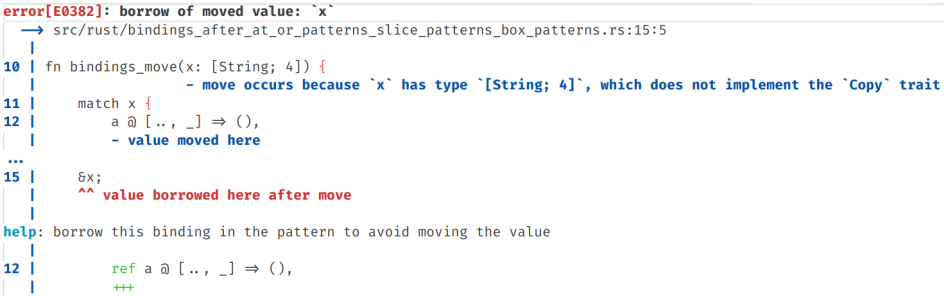 error[E0382]: borrow of moved value: `x`
  --> src/rust/bindings_after_at_or_patterns_slice_patterns_box_patterns.rs:15:5
   |
10 | fn bindings_move(x: [String; 4]) {
   |                  - move occurs because `x` has type `[String; 4]`, which does not implement the `Copy` trait
11 |     match x {
12 |         a @ [.., _] => (),
   |         - value moved here
...
15 |     &x;
   |     ^^ value borrowed here after move
   |
help: borrow this binding in the pattern to avoid moving the value
   |
12 |         ref a @ [.., _] => (),
   |         +++